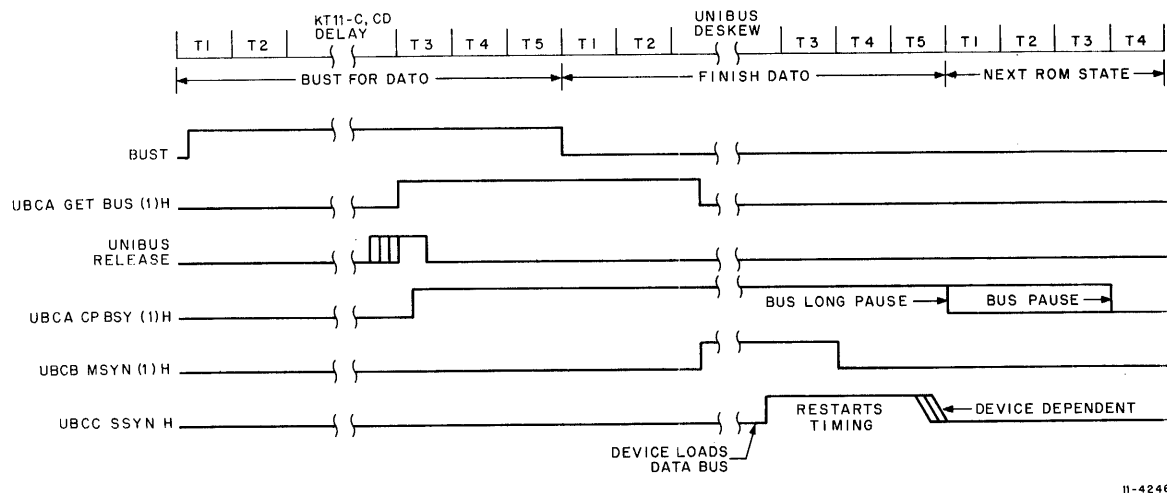 KT11-C, CD
DELAY
UNIBUS
DESKEW
T1 T2 T3 T4 T5 T1 T2 T3 T4 T5 T1 T2 T3 T4
BUST FOR DATO FINISH DATO NEXT ROM STATE
BUST
UBCA GET BUS (1) H
UNIBUS
RELEASE
UBCA CPBSY (1) H
BUS LONG PAUSE BUS PAUSE
UBCB MSYN (1) H
UBCC SSYN H
RESTARTS
TIMING
DEVICE DEPENDENT
DEVICE LOADS
DATA BUS
11-4246